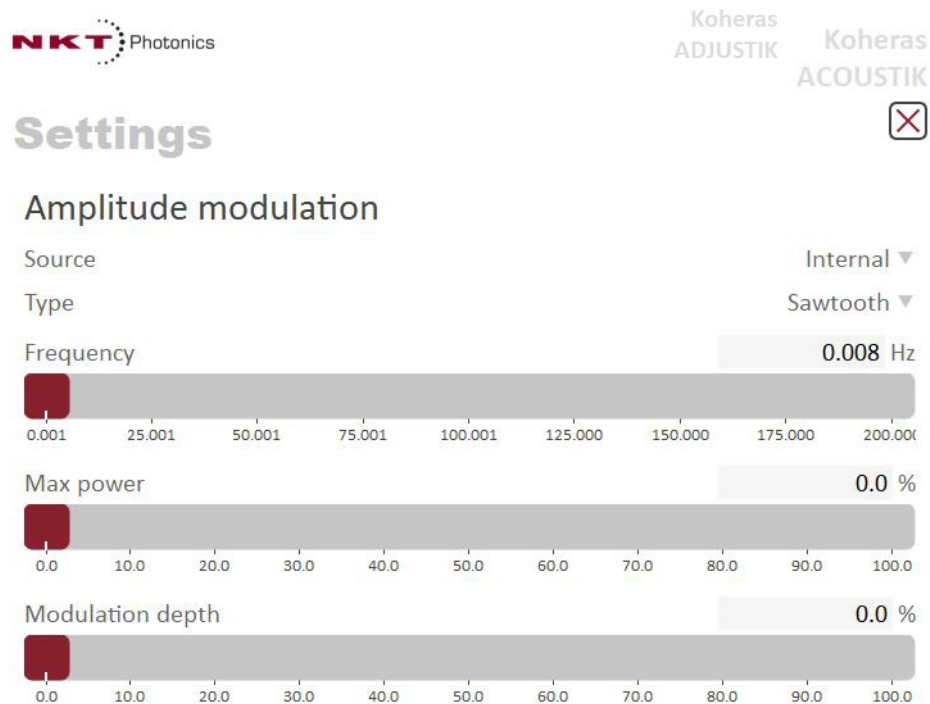 NKT Photonics
Koheras
ADJUSTIK
Koheras
ACOUSTIK
Settings
Amplitude modulation
Source Internal
Type Sawtooth
Frequency 0.008 Hz
0.001 25.001 50.001 75.001 100.001 125.000 150.000 175.000 200.000
Max power 0.0 %
0.0 10.0 20.0 30.0 40.0 50.0 60.0 70.0 80.0 90.0 100.0
Modulation depth 0.0 %
0.0 10.0 20.0 30.0 40.0 50.0 60.0 70.0 80.0 90.0 100.0